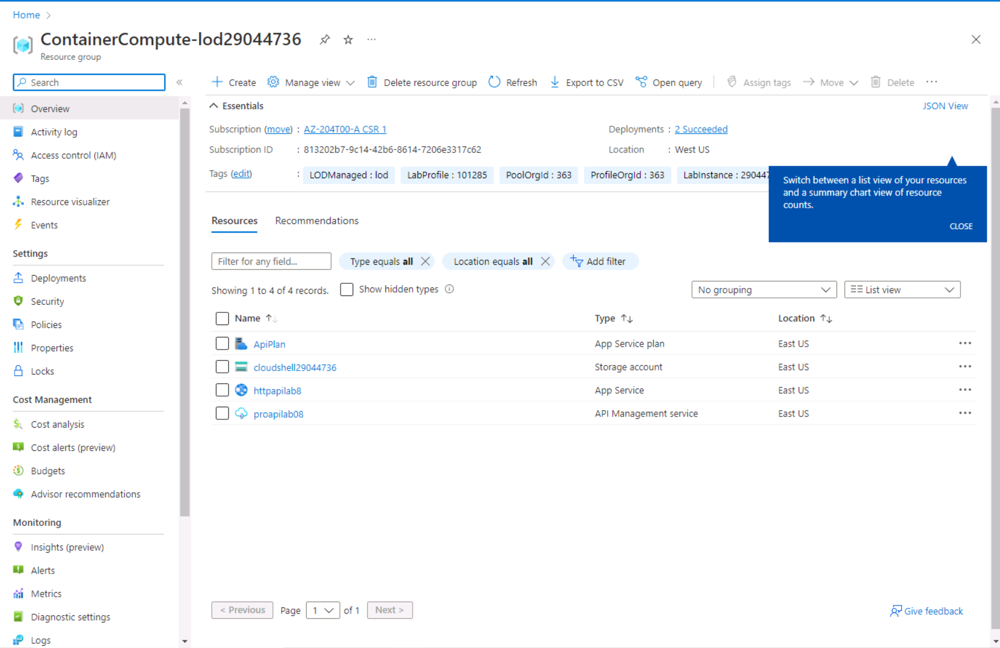 Home >
ContainerCompute-lod29044736 ...
Resource group
Search «
Create Manage view Delete resource group Refresh Export to CSV Open query Assign tags Move Delete ...
Overview
Activity log
Access control (IAM)
Tags
Resource visualizer
Events
Settings
Deployments
Security
Policies
Properties
Locks
Cost Management
Cost analysis
Cost alerts (preview)
Budgets
Advisor recommendations
Monitoring
Insights (preview)
Alerts
Metrics
Diagnostic settings
Logs
Essentials JSON View
Subscription (move) : AZ-204T00-A CSR 1 Deployments : 2 Succeeded
Subscription ID : 813202b7-9c14-42b6-8614-7206e3317c62 Location : West US
Tags (edit) : LODManaged : lod LabProfile : 101285 PoolOrgId : 363 ProfileOrgId : 363 LabInstance : 290447
Switch between a list view of your resources
and a summary chart view of resource
counts.
CLOSE
Resources Recommendations
Filter for any field... Type equals all Location equals all Add filter
Showing 1 to 4 of 4 records. Show hidden types No grouping List view
Name ↑↓ Type ↑↓ Location ↑↓
ApiPlan App Service plan East US ...
cloudshell29044736 Storage account East US ...
httpapilab8 App Service East US ...
proapilab08 API Management service East US ...
< Previous Page 1 of 1 Next > Give feedback